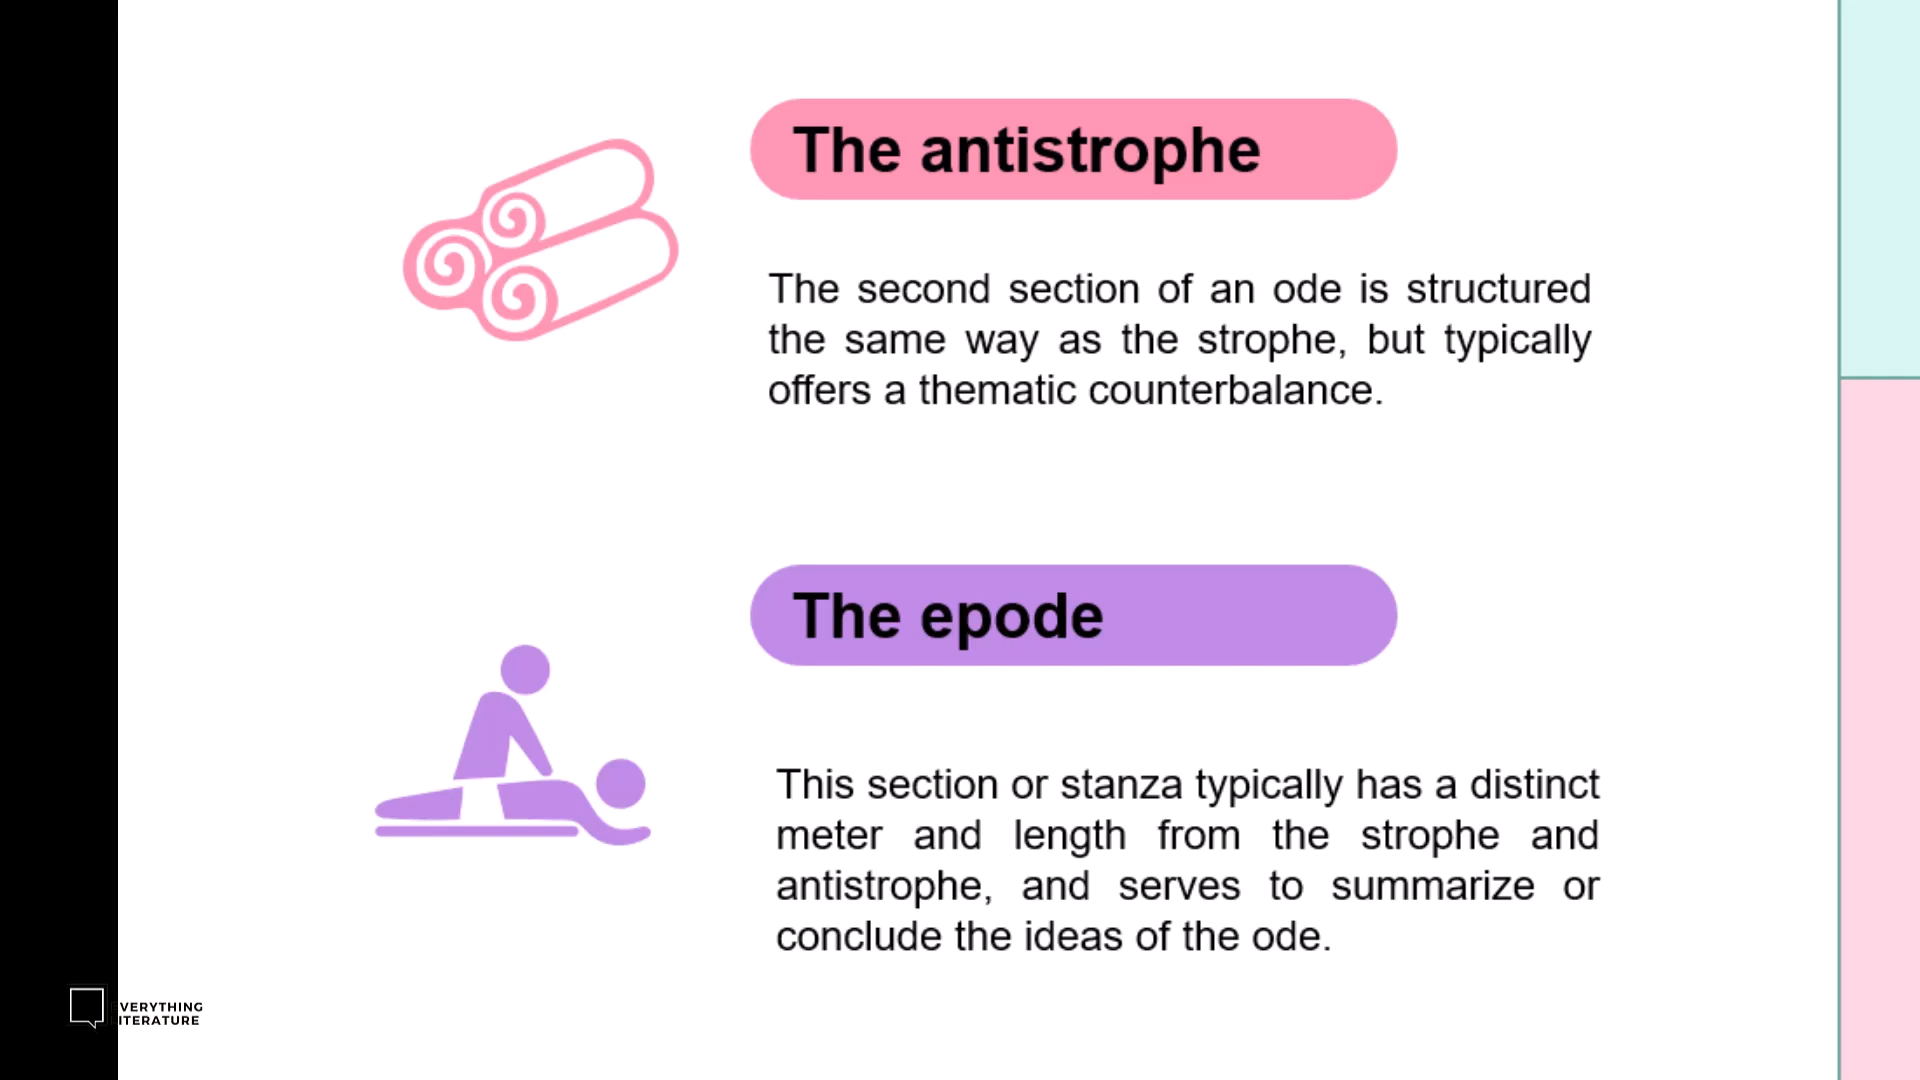 The antistrophe
The second section of an ode is structured
the same way as the strophe, but typically
offers a thematic counterbalance.
The epode
This section or stanza typically has a distinct
meter and length from the strophe and
antistrophe, and serves to summarize or
conclude the ideas of the ode.
VERYTHING
ITERATURE